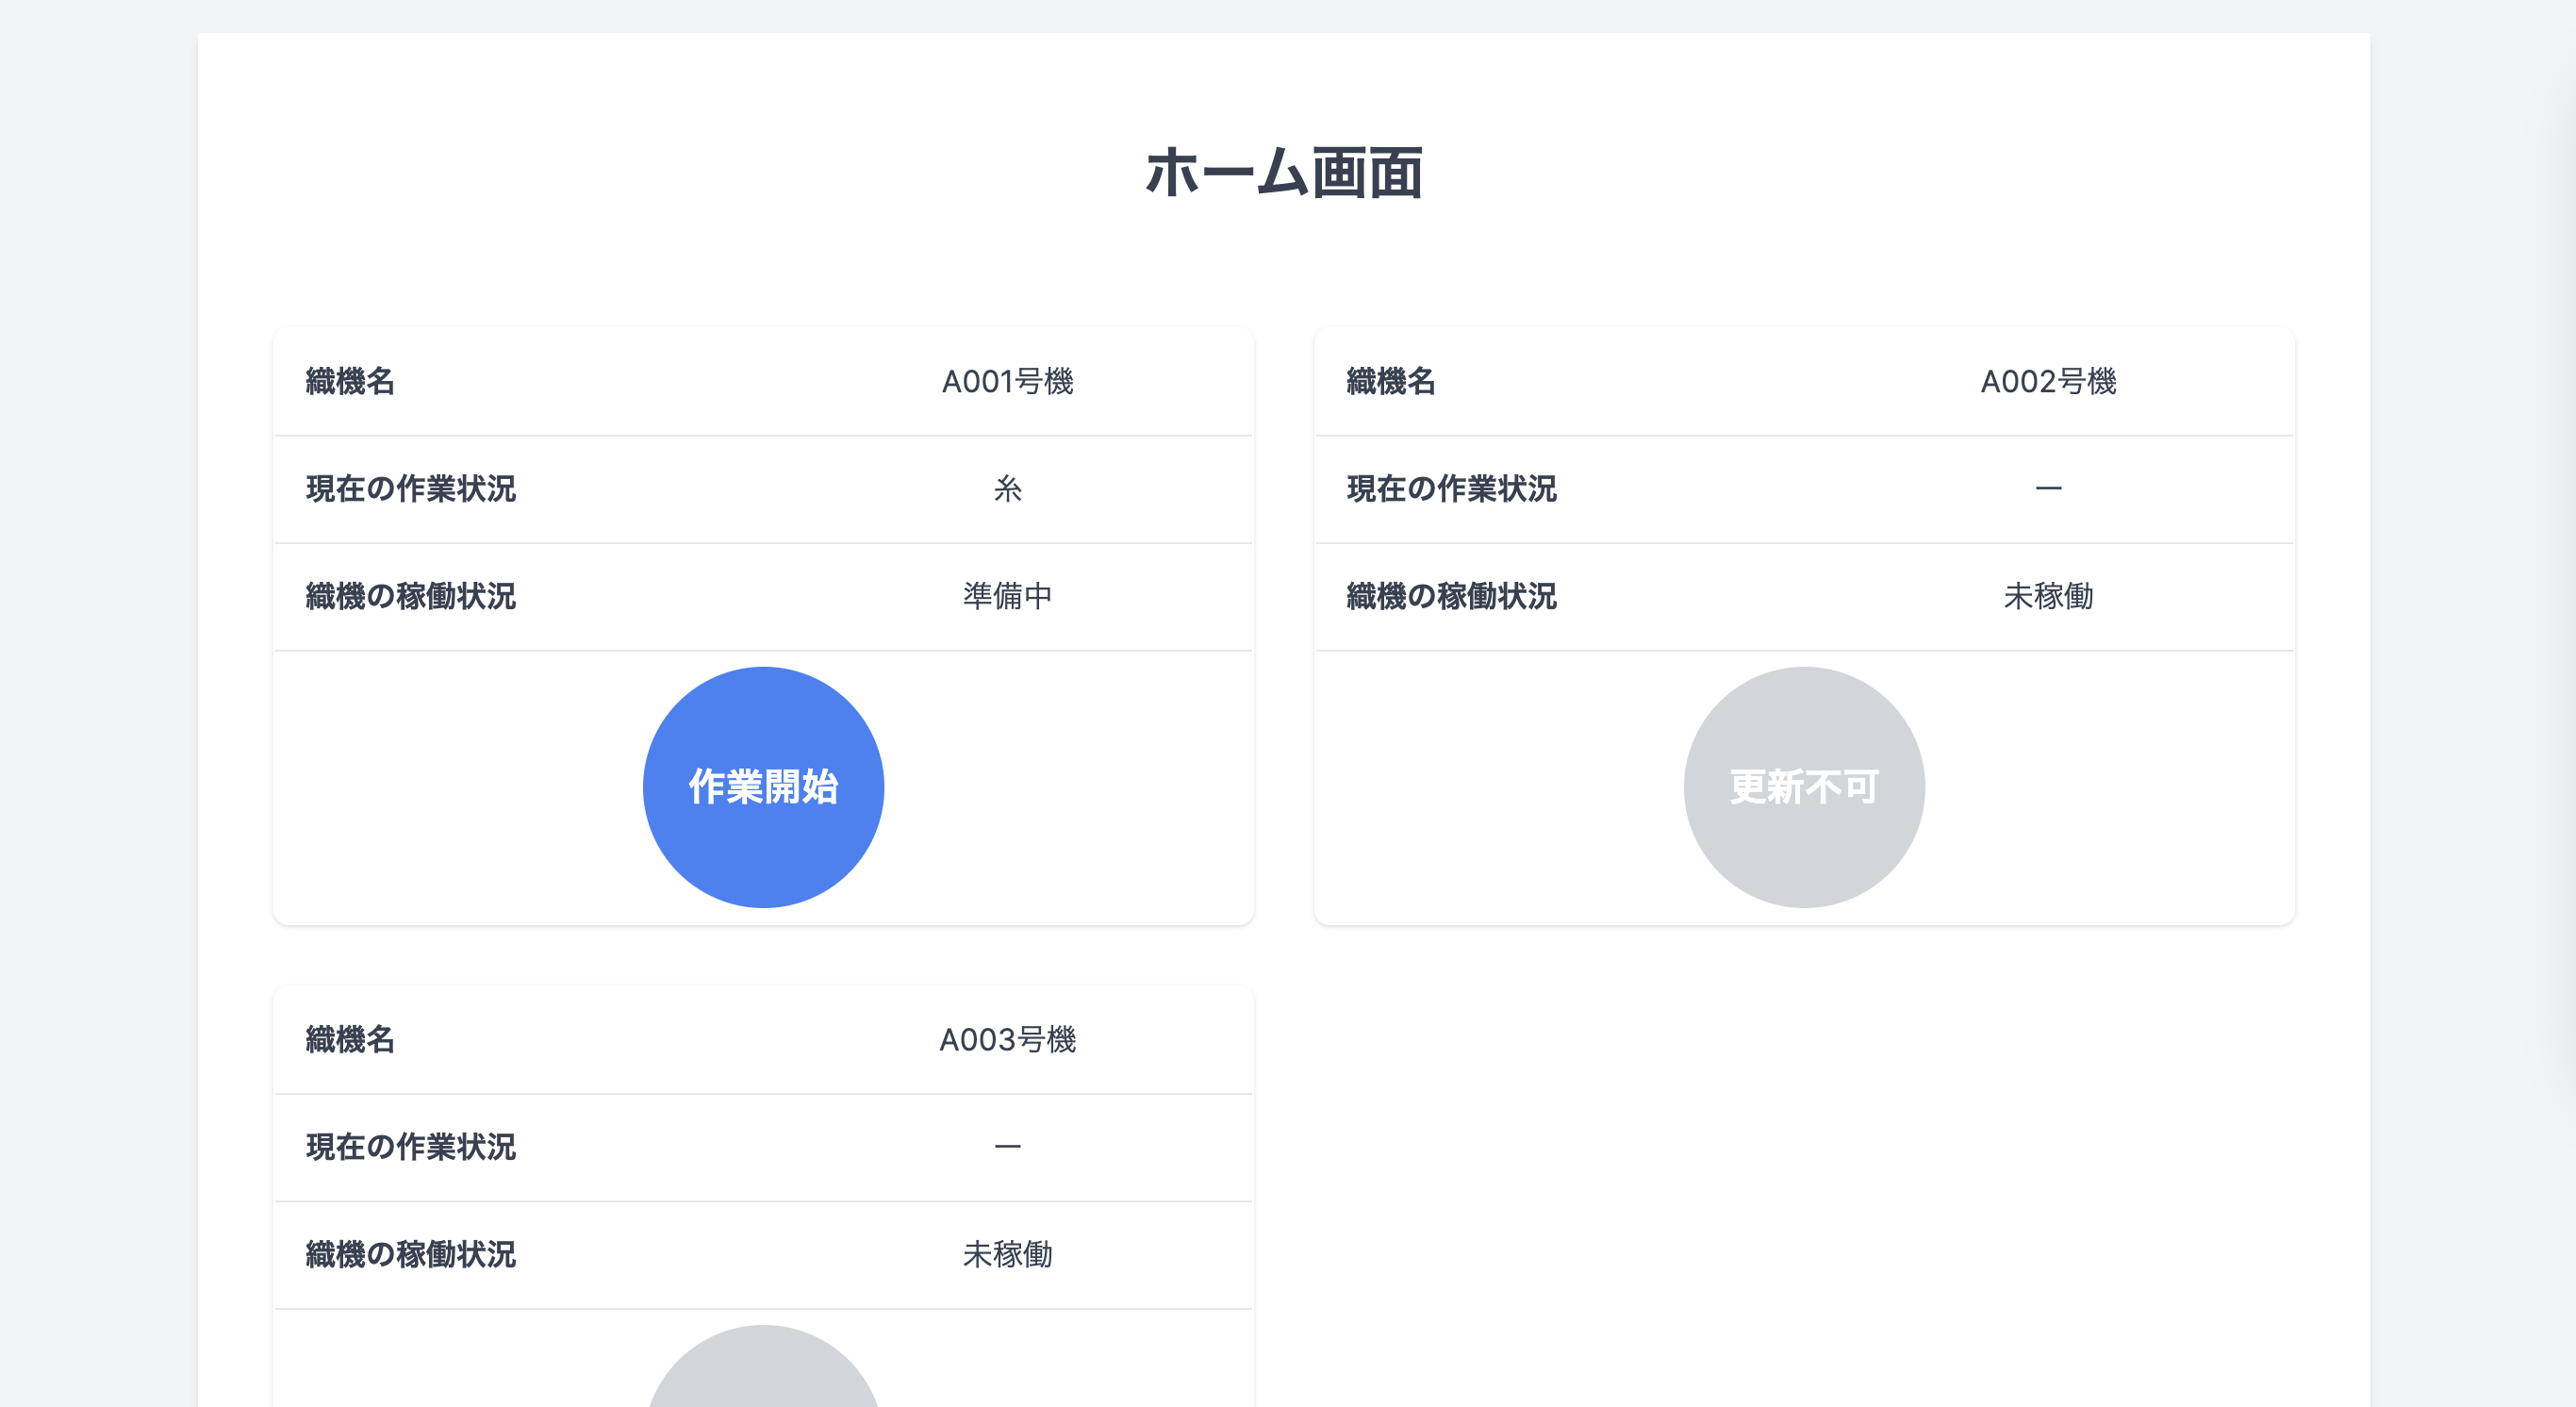 ホーム画面
織機名 A001号機
現在の作業状況 糸
織機の稼働状況 準備中
作業開始
織機名 A002号機
現在の作業状況 ー
織機の稼働状況 未稼働
更新不可
織機名 A003号機
現在の作業状況 ー
織機の稼働状況 未稼働